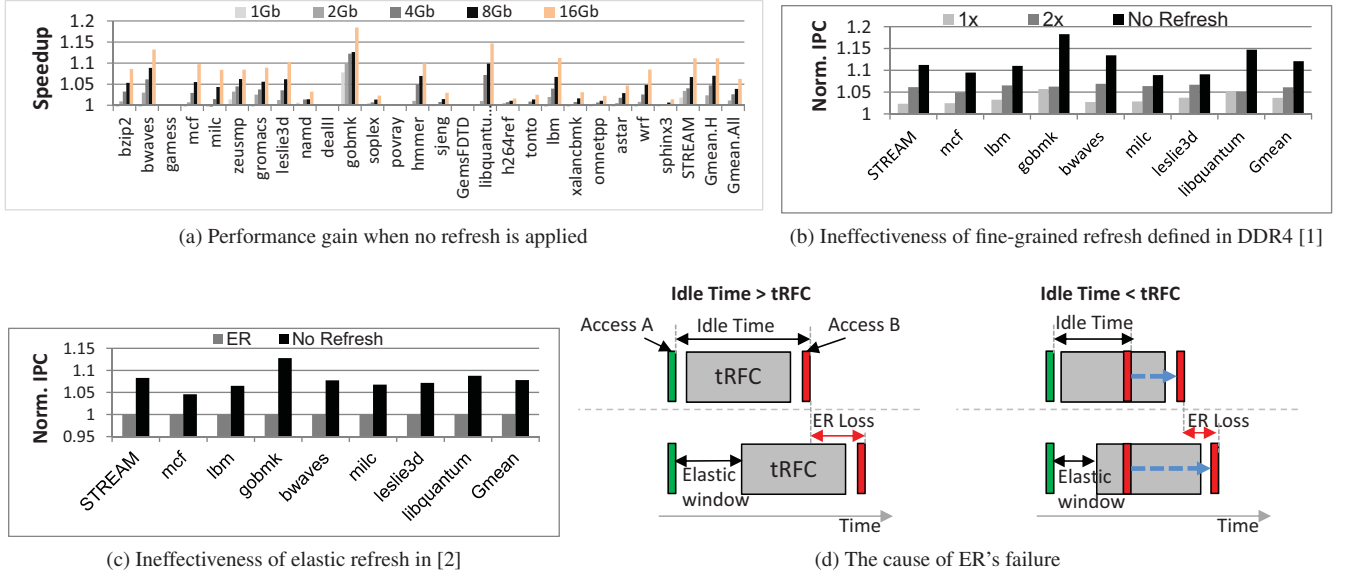 1Gb 2Gb 4Gb 8Gb 16Gb
Speedup
1.2
1.15
1.1
1.05
1
bzip2
bwaves
gamess
mcf
milc
zeusmp
gromacs
leslie3d
namd
dealII
gobmk
soplex
povray
hmmer
sjeng
GemsFDTD
libquantu...
h264ref
tonto
lbm
xalancbmk
omnetpp
astar
wrf
sphinx3
STREAM
Gmean.H
Gmean.All
(a) Performance gain when no refresh is applied
1x 2x No Refresh
Norm. IPC
1.2
1.15
1.1
1.05
1
STREAM
mcf
lbm
gobmk
bwaves
milc
leslie3d
libquantum
Gmean
(b) Ineffectiveness of fine-grained refresh defined in DDR4 [1]
ER No Refresh
Norm. IPC
1.15
1.1
1.05
1
0.95
STREAM
mcf
lbm
gobmk
bwaves
milc
leslie3d
libquantum
Gmean
(c) Ineffectiveness of elastic refresh in [2]
Idle Time > tRFC
Access A
Idle Time
Access B
tRFC
ER Loss
tRFC
Elastic
window
Time
Idle Time < tRFC
Idle Time
ER Loss
Elastic
window
Time
(d) The cause of ER's failure